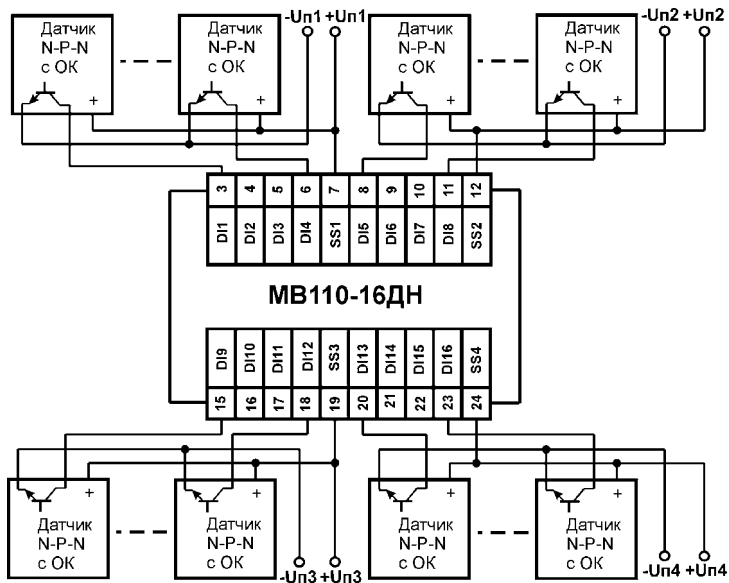 Датчик
N-P-N
с ОК
+
Датчик
N-P-N
с ОК
+
-Uп1 +Uп1
Датчик
N-P-N
с ОК
+
Датчик
N-P-N
с ОК
+
-Uп2 +Uп2
3 4 5 6 7 8 9 10 11 12
DI1 DI2 DI3 DI4 SS1 DI5 DI6 DI7 DI8 SS2
МВ110-16ДН
DI9 DI10 DI11 DI12 SS3 DI13 DI14 DI15 DI16 SS4
15 16 17 18 19 20 21 22 23 24
+
Датчик
N-P-N
с ОК
+
Датчик
N-P-N
с ОК
-Uп3 +Uп3
+
Датчик
N-P-N
с ОК
+
Датчик
N-P-N
с ОК
-Uп4 +Uп4